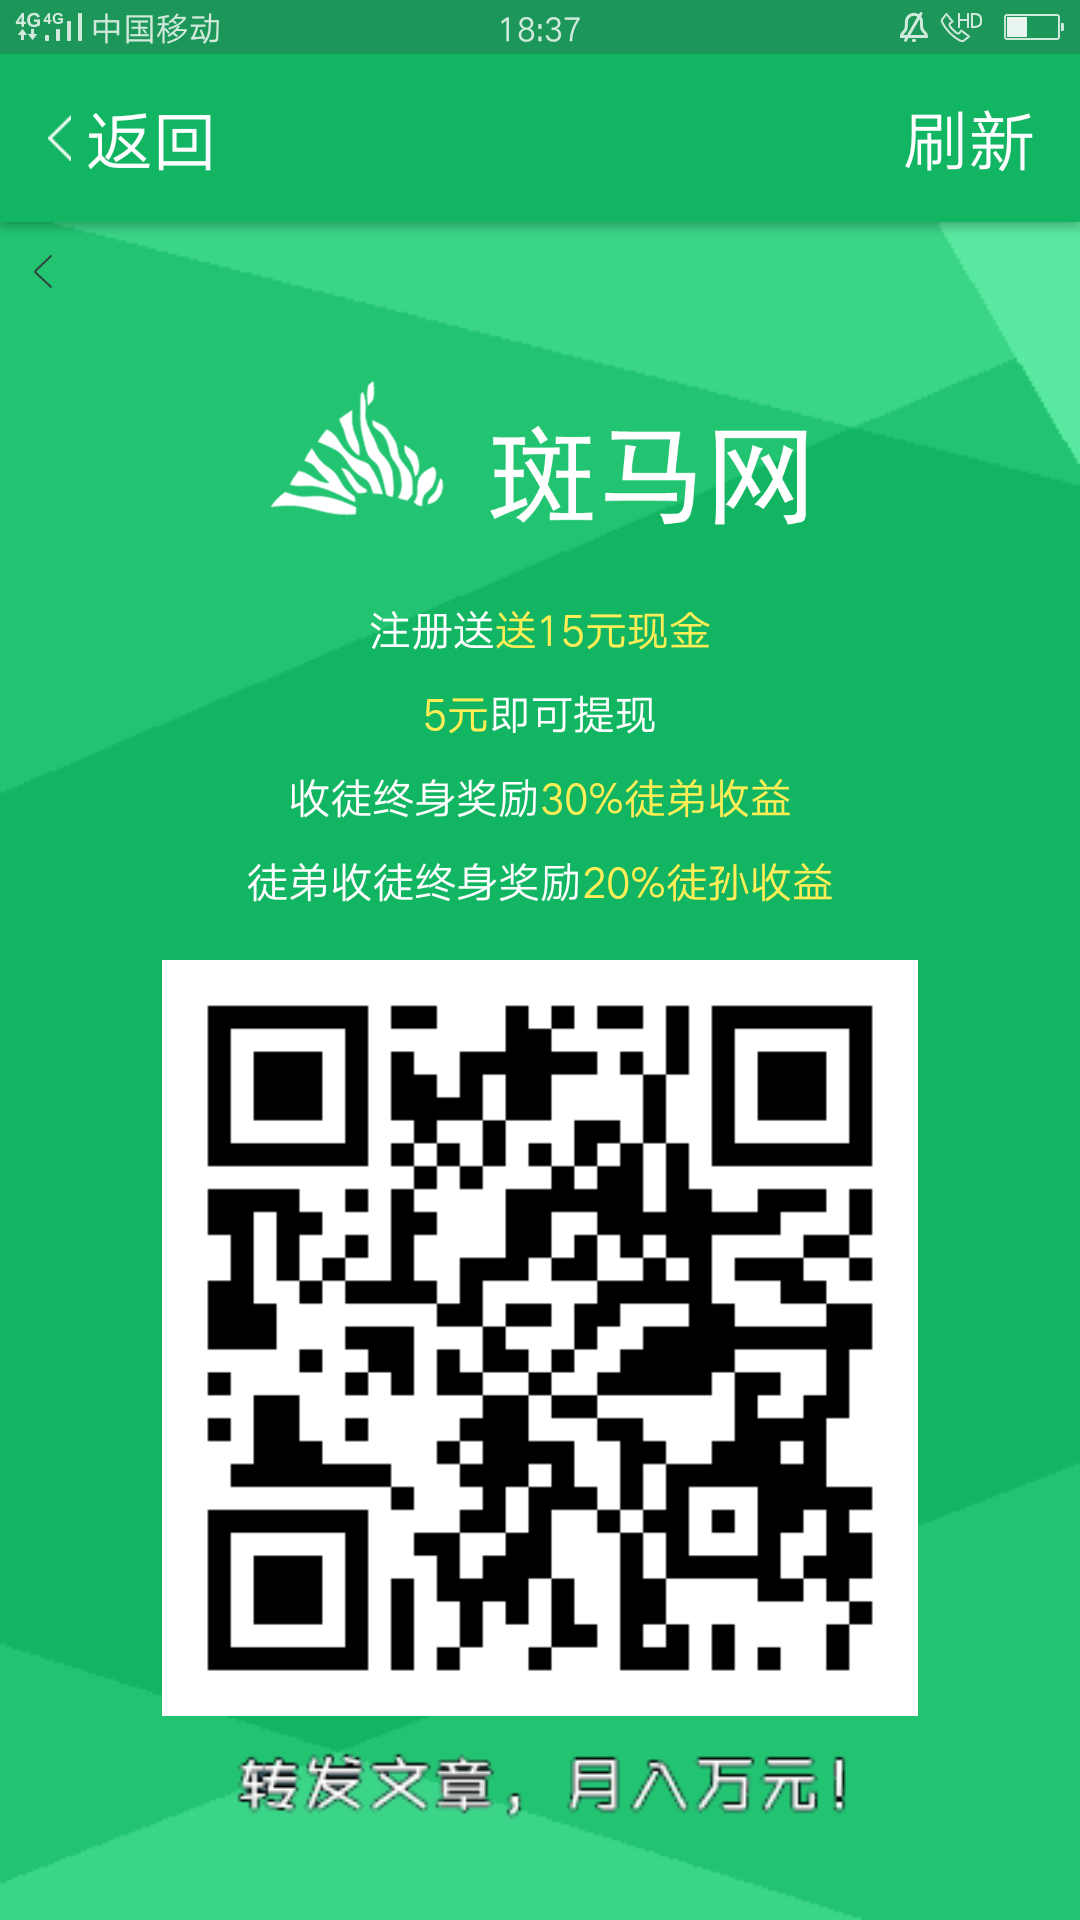 4G 4G 中国移动 18:37 HD
返回 刷新
斑马网
注册送送15元现金
5元即可提现
收徒终身奖励30%徒弟收益
徒弟收徒终身奖励20%徒孙收益
转发文章，月入万元！